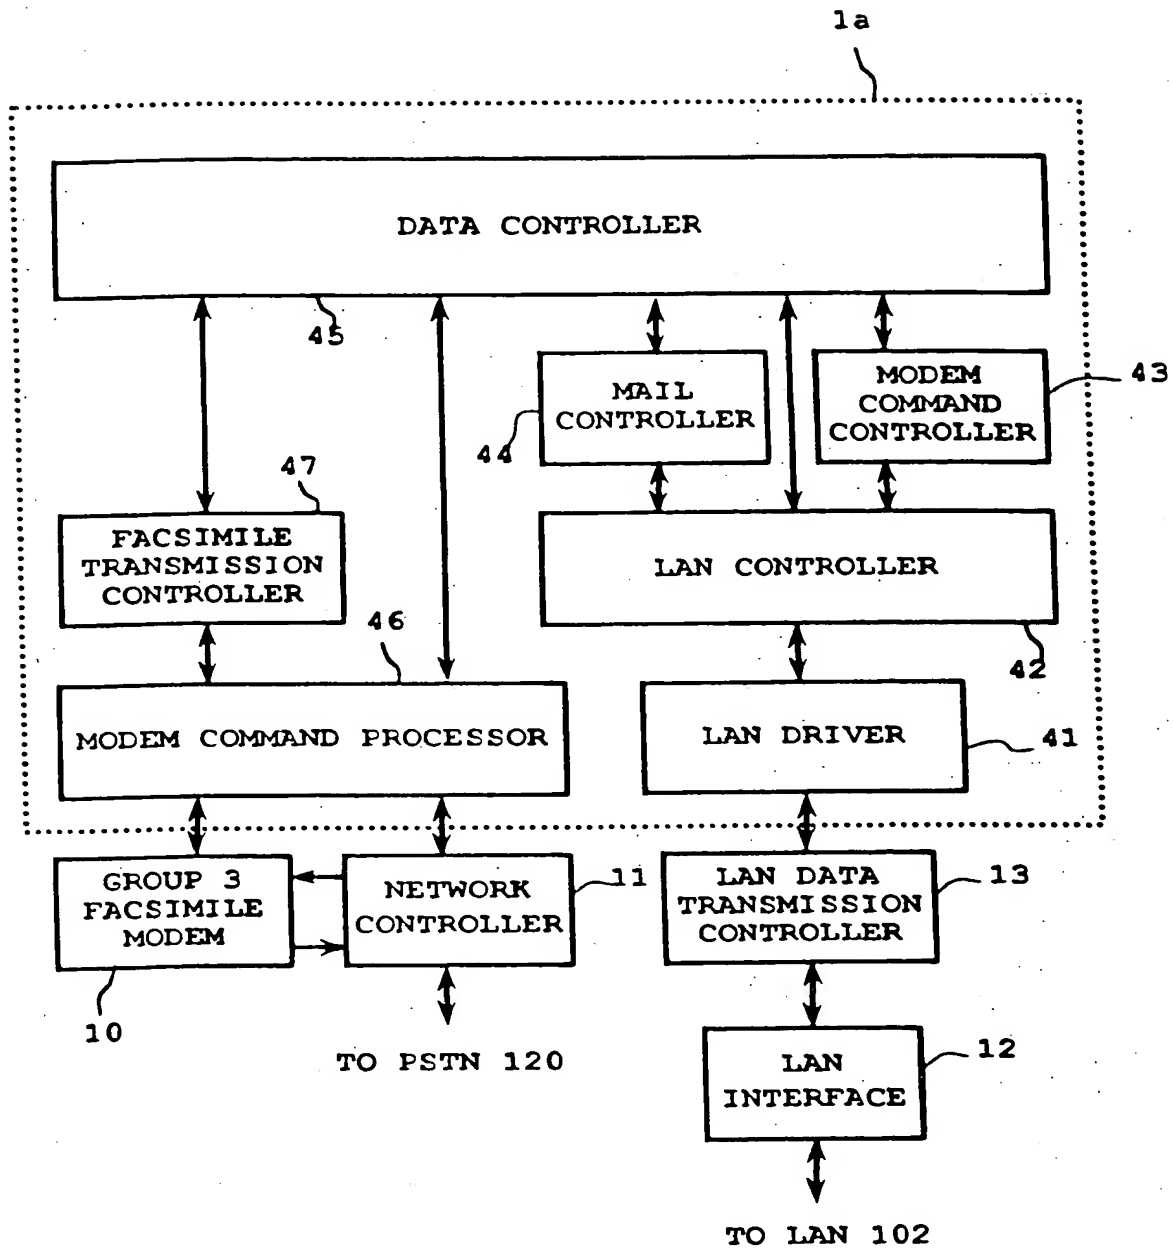 1a
DATA CONTROLLER
45
MAIL
CONTROLLER
44
MODEM
COMMAND
CONTROLLER
43
47
FACSIMILE
TRANSMISSION
CONTROLLER
LAN CONTROLLER
42
46
MODEM COMMAND PROCESSOR
LAN DRIVER
41
GROUP 3
FACSIMILE
MODEM
10
NETWORK
CONTROLLER
11
LAN DATA
TRANSMISSION
CONTROLLER
13
TO PSTN 120
LAN
INTERFACE
12
TO LAN 102